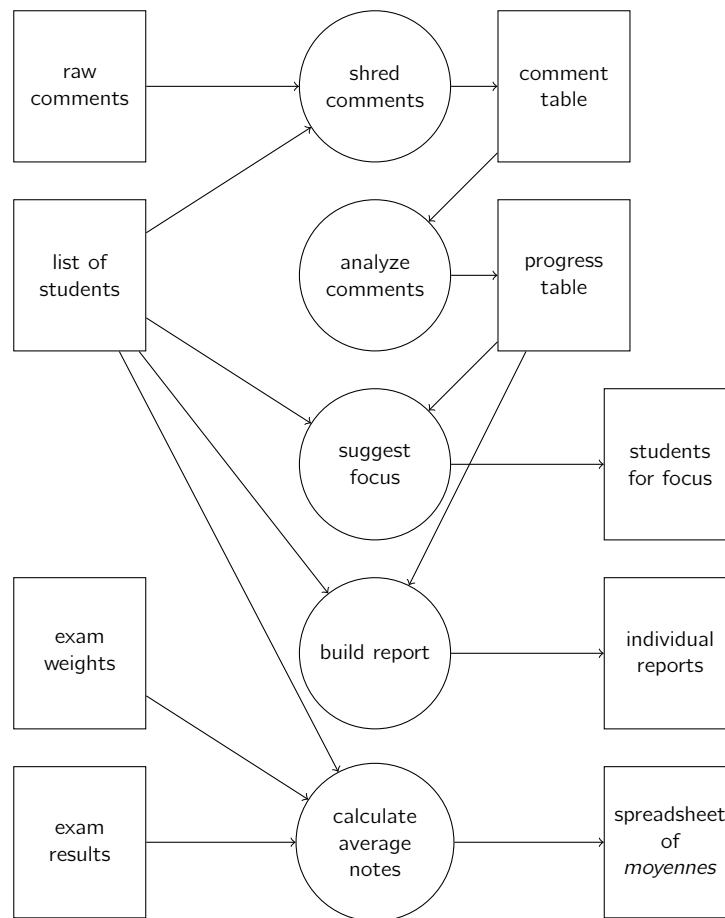 raw
comments
shred
comments
comment
table
list of
students
analyze
comments
progress
table
suggest
focus
students
for focus
exam
weights
build report
individual
reports
exam
results
calculate
average
notes
spreadsheet
of
moyennes